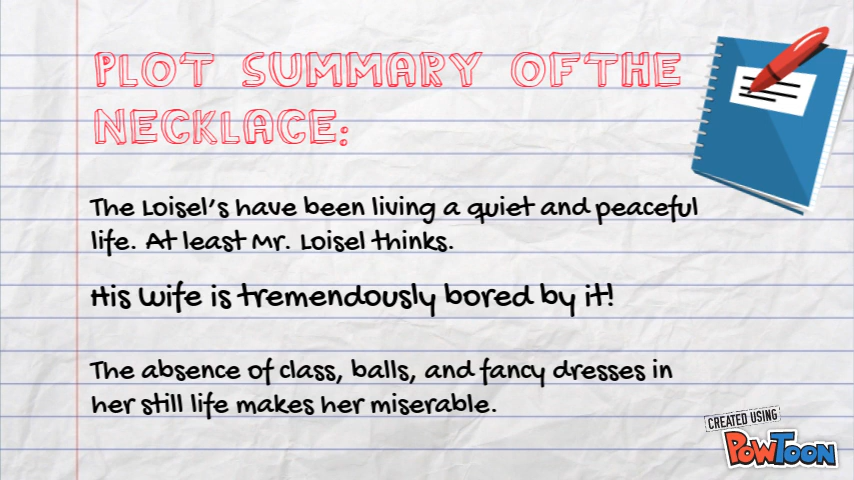 PLOT SUMMARY OFTHE
NECKLACE:
The Loisel's have been living a quiet and peaceful
life. At least Mr. Loisel thinks.
His wife is tremendously bored by it!
The absence of class, balls, and fancy dresses in
her still life makes her miserable.
CREATED USING
POWTOON